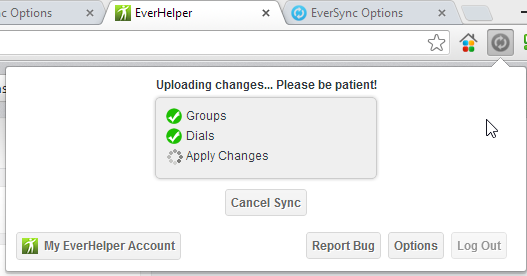 nc Options
EverHelper
EverSync Options
Uploading changes... Please be patient!
Groups
Dials
Apply Changes
Cancel Sync
My EverHelper Account
Report Bug
Options
Log Out